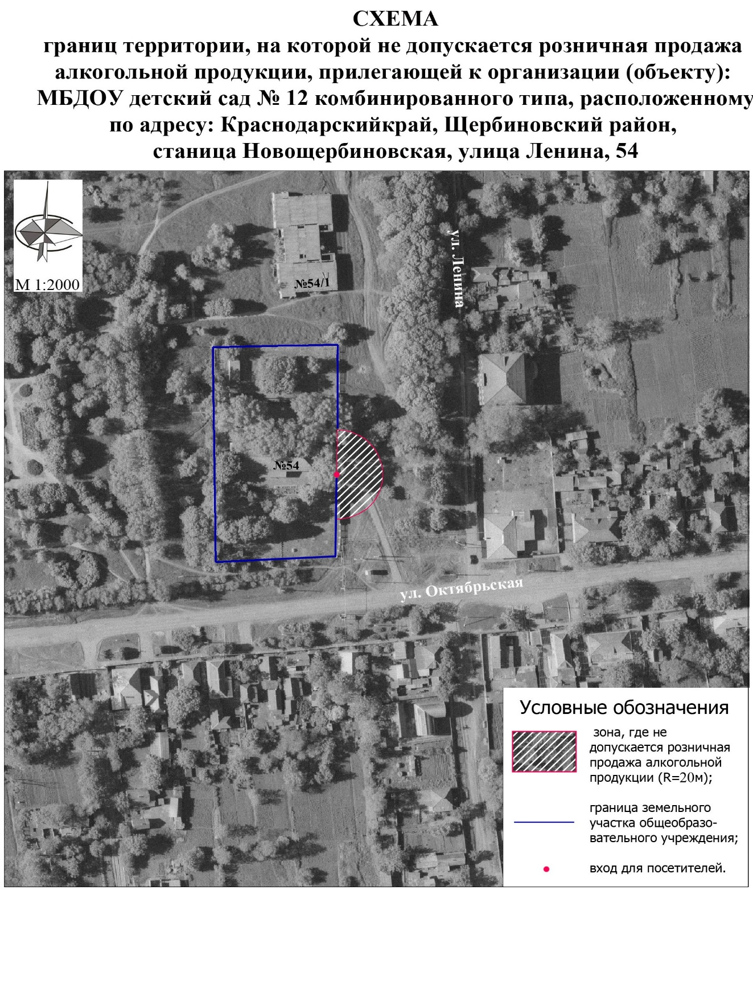 СХЕМА
границ территории, на которой не допускается розничная продажа
алкогольной продукции, прилегающей к организации (объекту):
МБДОУ детский сад № 12 комбинированного типа, расположенному
по адресу: Краснодарскийкрай, Щербиновский район,
станица Новощербиновская, улица Ленина, 54
М 1:2000
№54/1
ул. Ленина
№54
ул. Октябрьская
Условные обозначения
зона, где не
допускается розничная
продажа алкогольной
продукции (R=20м);
граница земельного
участка общеобразо-
вательного учреждения;
вход для посетителей.